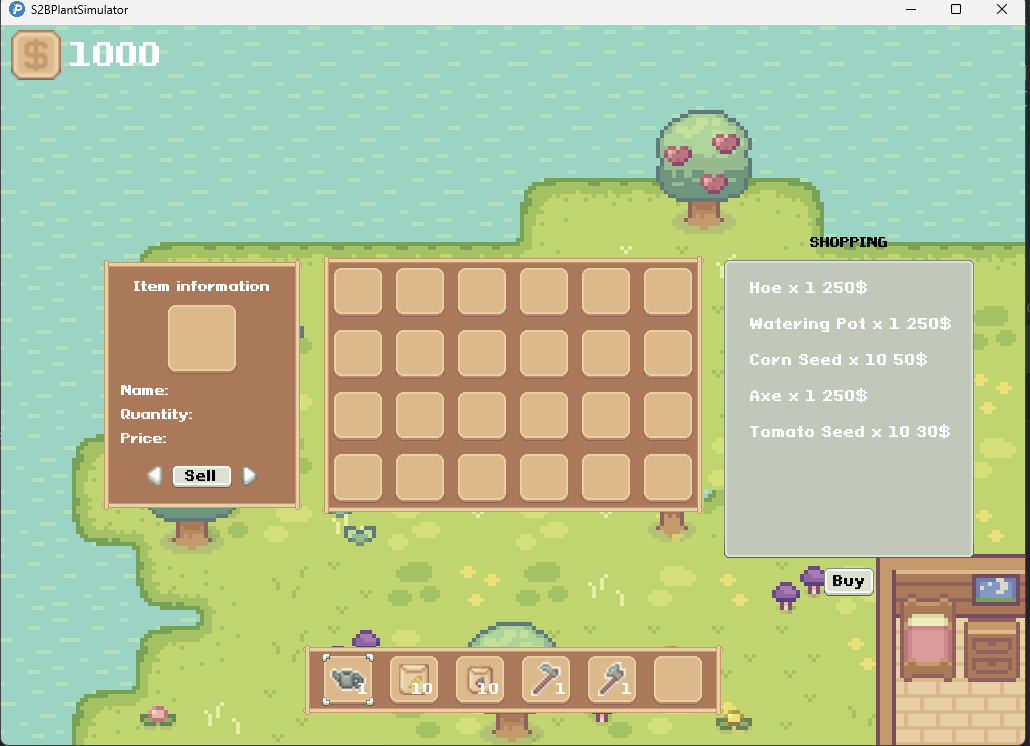 S2BPlantSimulator
$ 1000
SHOPPING
Item information
Name:
Quantity:
Price:
Sell
Hoe x 1 250$
Watering Pot x 1 250$
Corn Seed x 10 50$
Axe x 1 250$
Tomato Seed x 10 30$
Buy
1 10 10 1 1